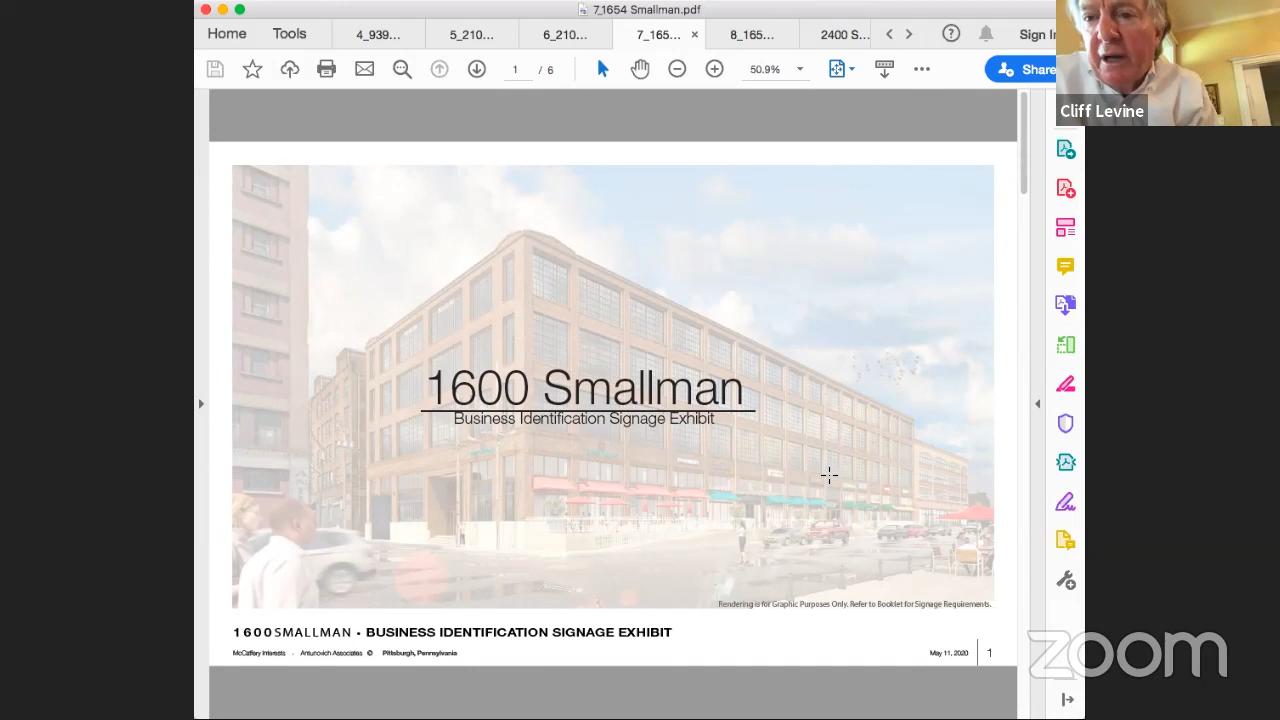 7_1654 Smallman.pdf
Home Tools 4_939... 5_210... 6_210... 7_165... × 8_165... 2400 S... Sign In
1 / 6 50.9% Share
Cliff Levine
1600 Smallman
Business Identification Signage Exhibit
Rendering is for Graphic Purposes Only. Refer to Booklet for Signage Requirements.
1600SMALLMAN • BUSINESS IDENTIFICATION SIGNAGE EXHIBIT
McCaffery Interests - Antunovich Associates © Pittsburgh, Pennsylvania May 11, 2020 1
zoom